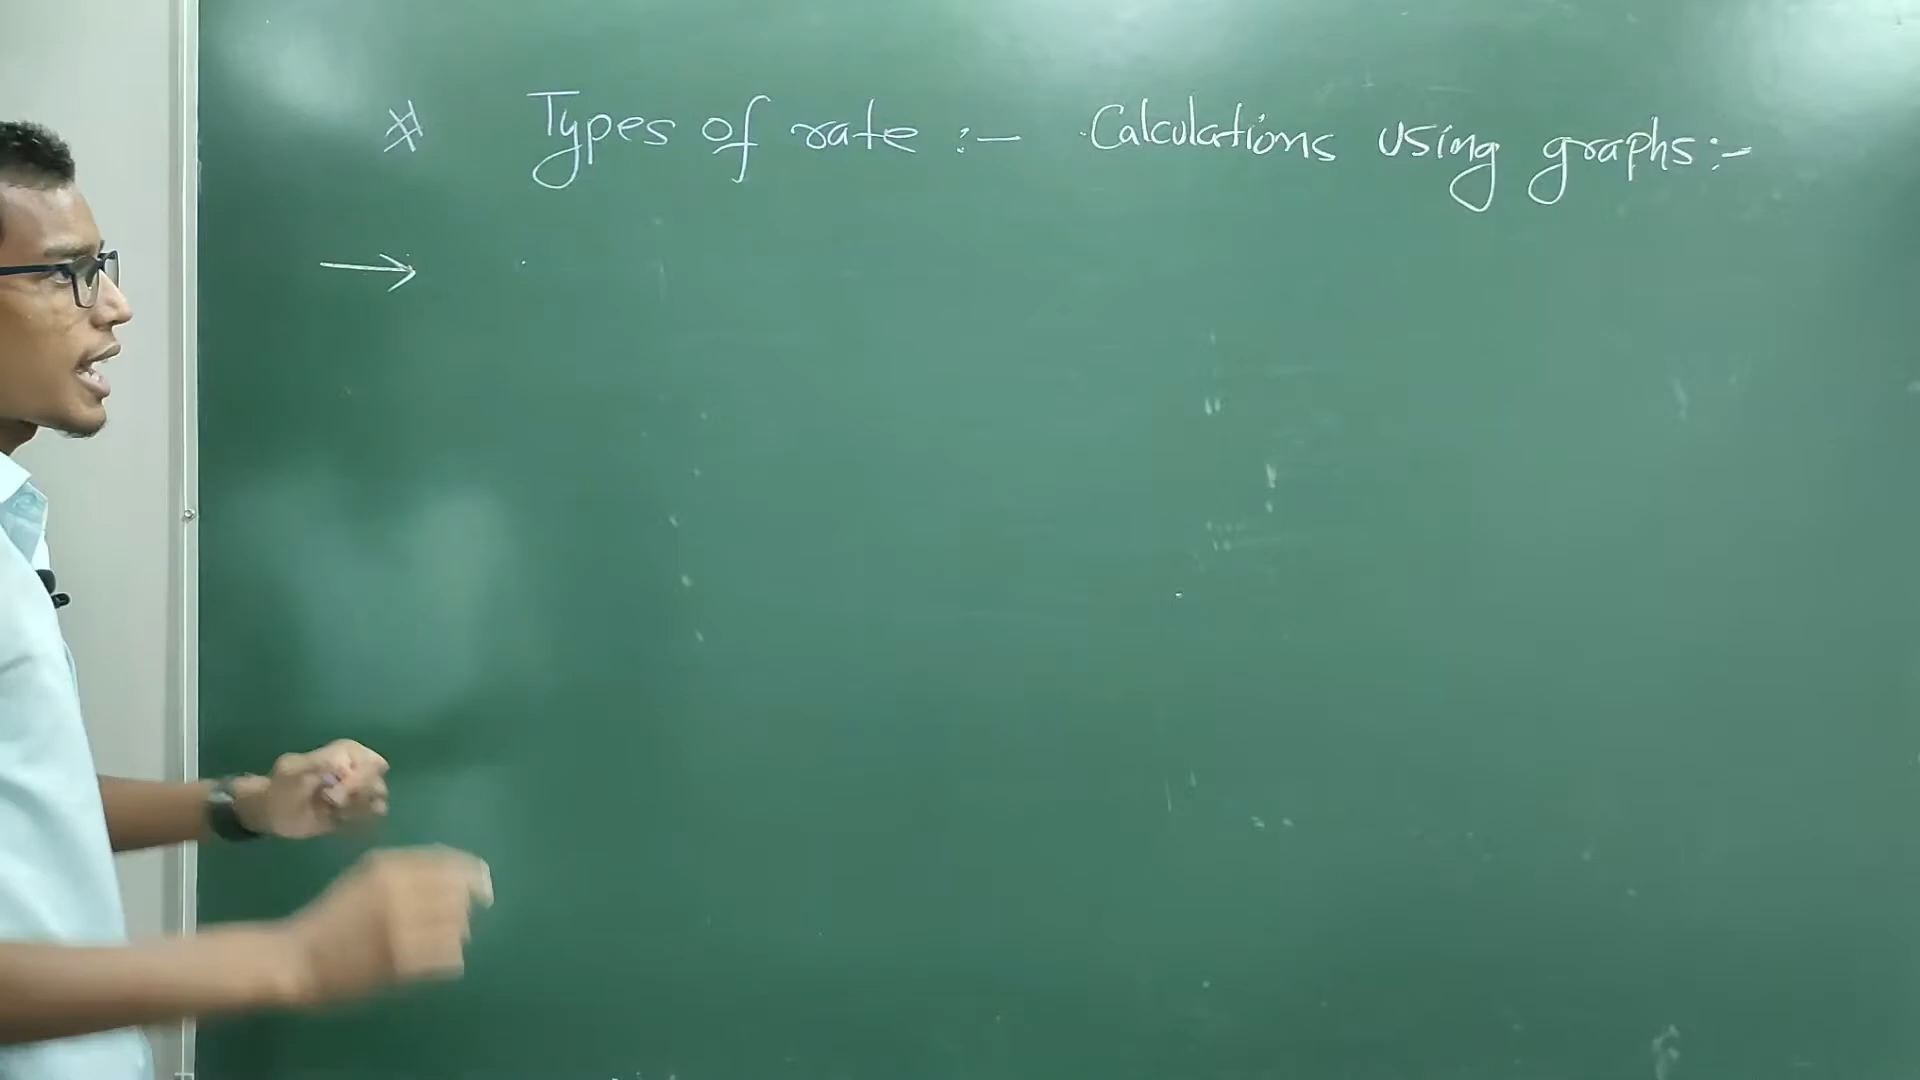 * Types of rate :- Calculations using graphs:-
→